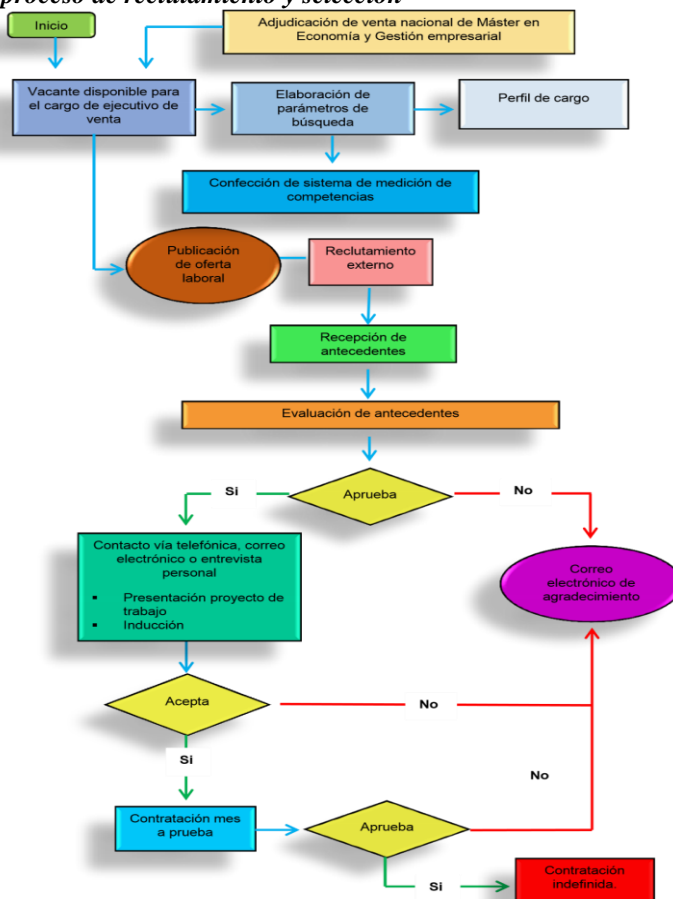 proceso de reclutamiento y selección
Inicio
Adjudicación de venta nacional de Máster en
Economía y Gestión empresarial
Vacante disponible para
el cargo de ejecutivo de
venta
Elaboración de
parámetros de
búsqueda
Perfil de cargo
Confección de sistema de medición de
competencias
Publicación
de oferta
laboral
Reclutamiento
externo
Recepción de
antecedentes
Evaluación de antecedentes
Si
Aprueba
No
Contacto vía telefónica, correo
electrónico o entrevista
personal
▪ Presentación proyecto de
trabajo
▪ Inducción
Correo
electrónico de
agradecimiento
Acepta
No
Si
No
Contratación mes
a prueba
Aprueba
Si
Contratación
indefinida.